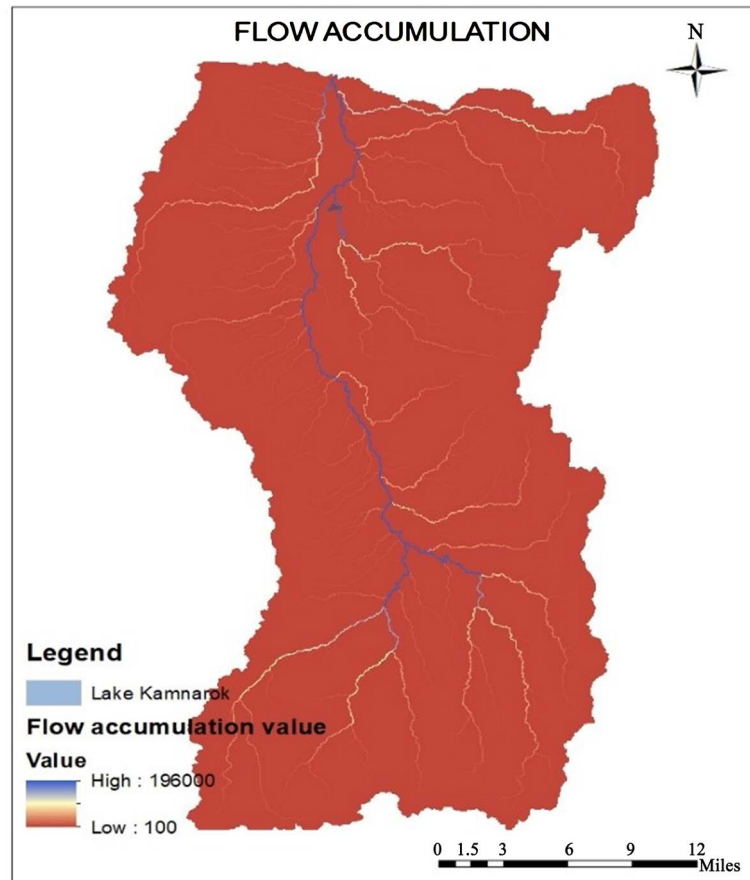 FLOW ACCUMULATION
N
Legend
Lake Kamnarok
Flow accumulation value
Value
High : 196000
Low : 100
0 1.5 3 6 9 12
Miles